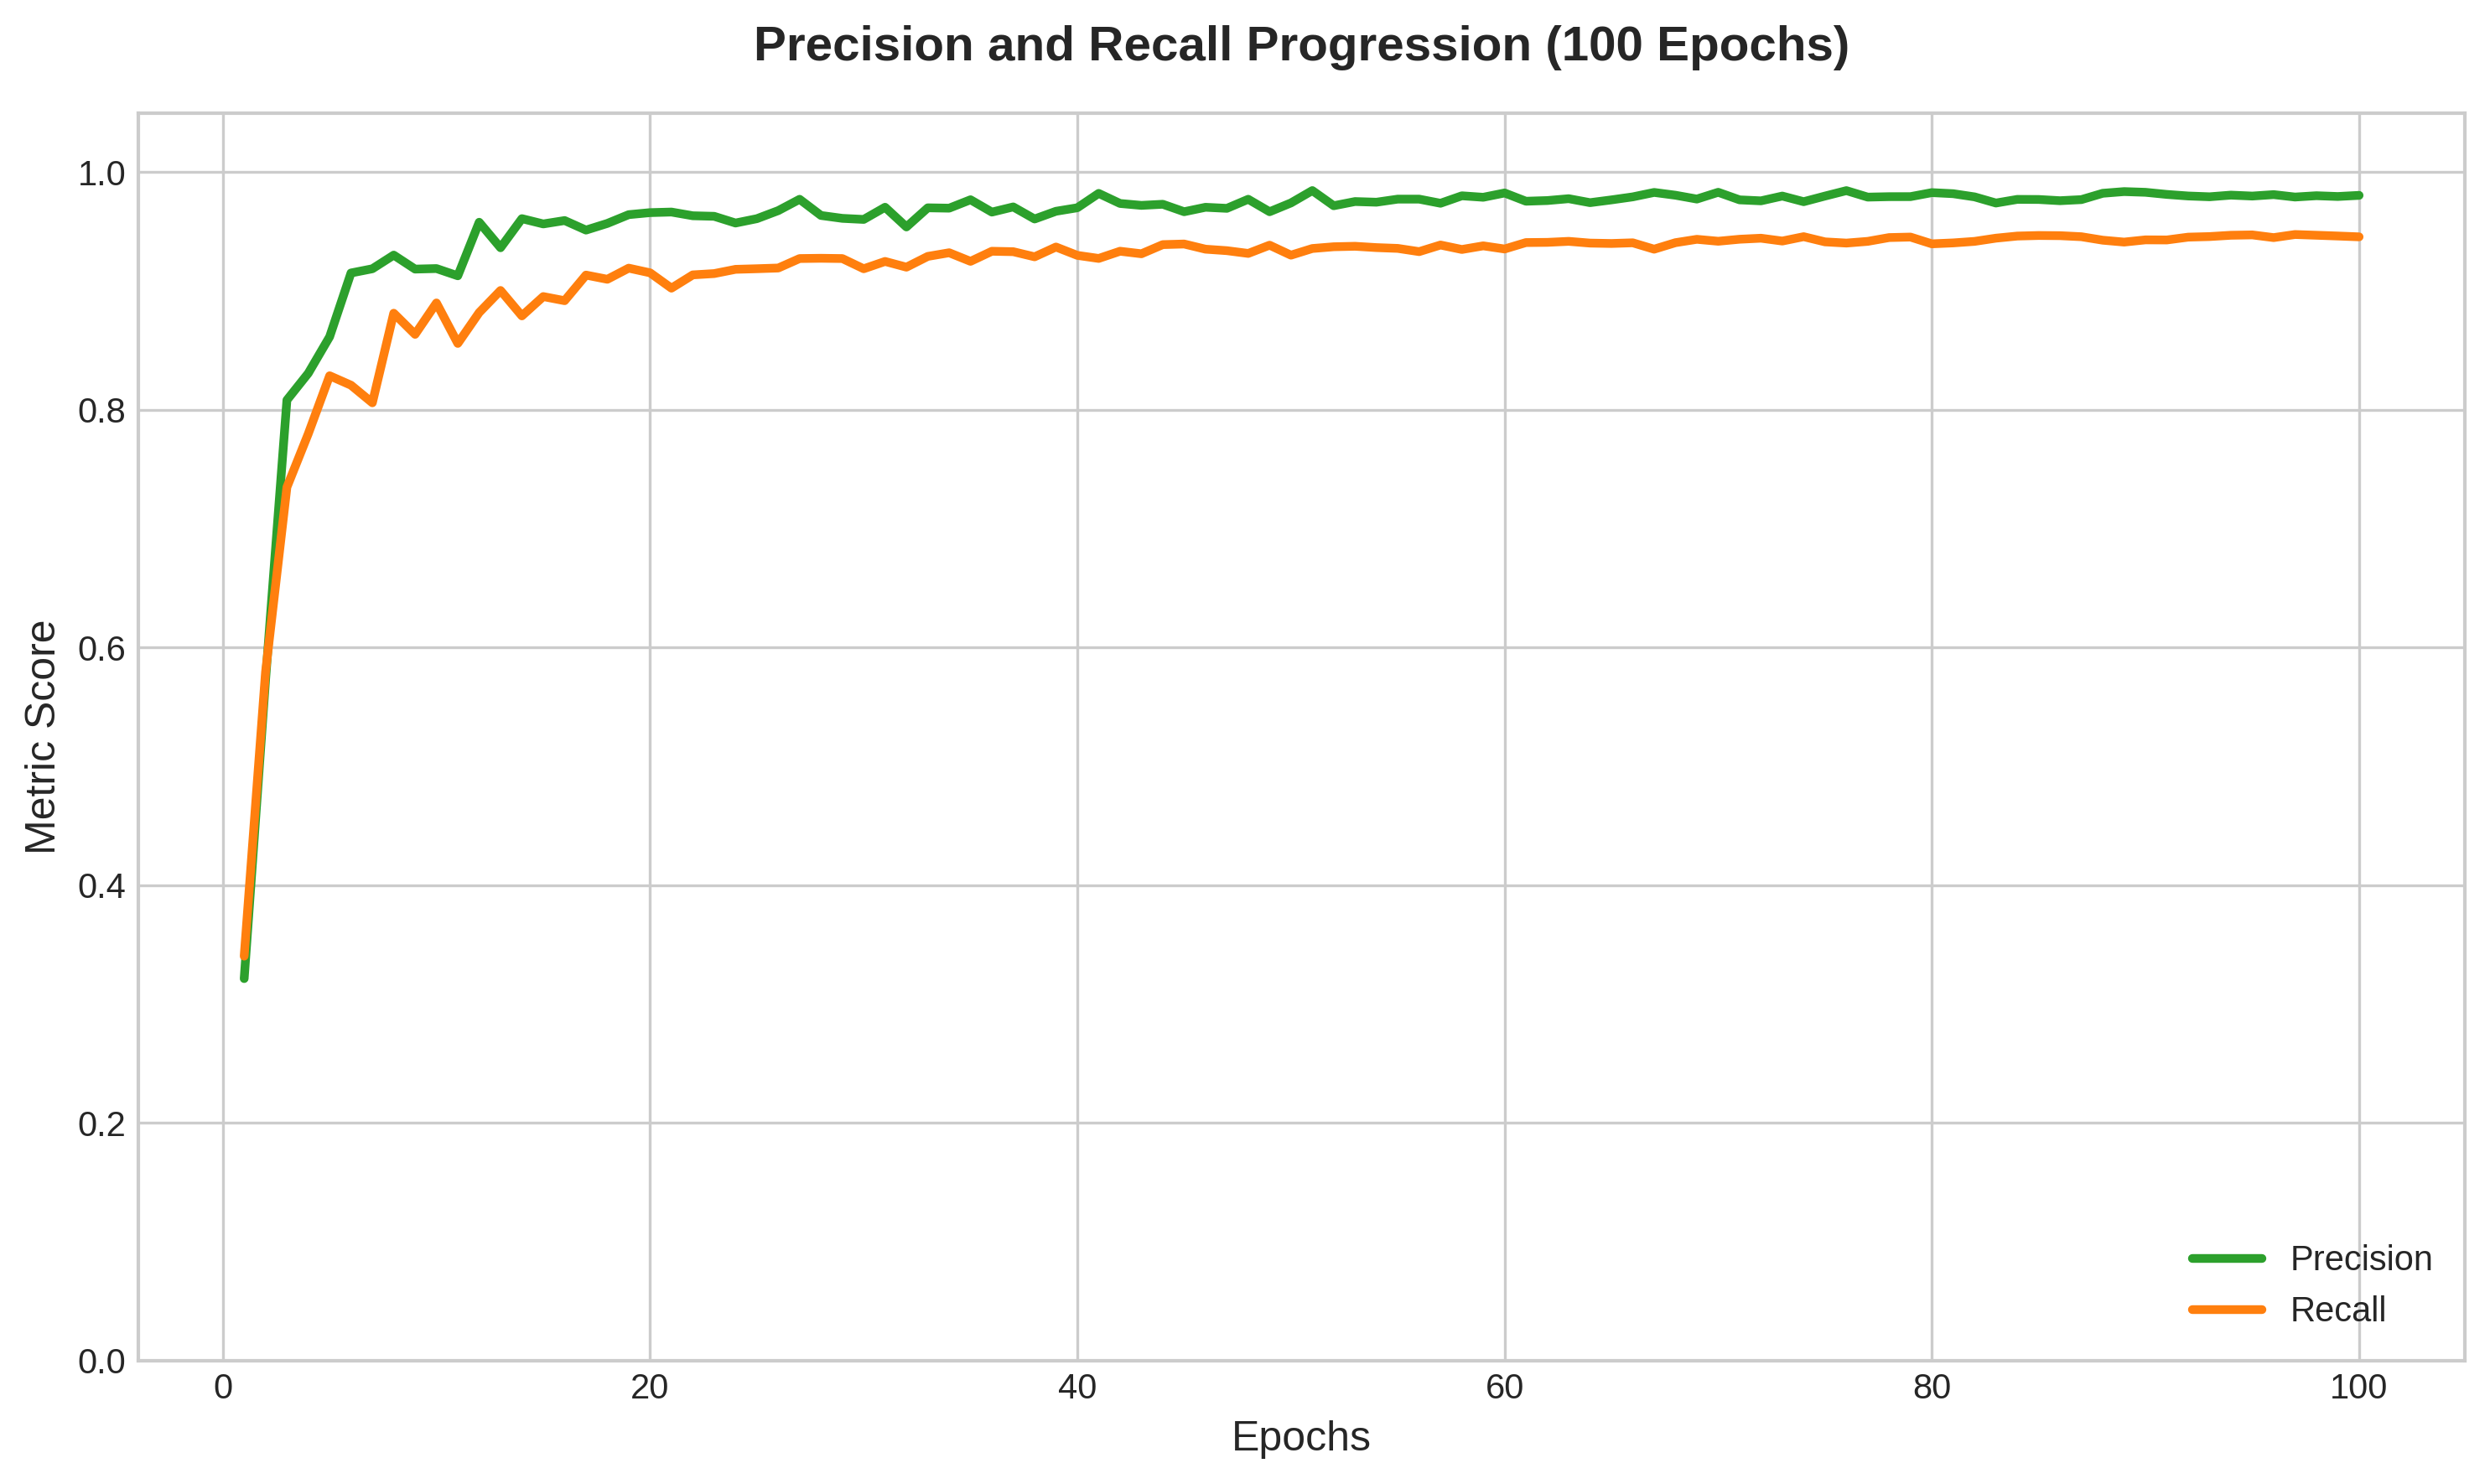 Precision and Recall Progression (100 Epochs)
1.0
0.8
0.6
0.4
0.2
0.0
Metric Score
0 20 40 60 80 100
Epochs
Precision
Recall